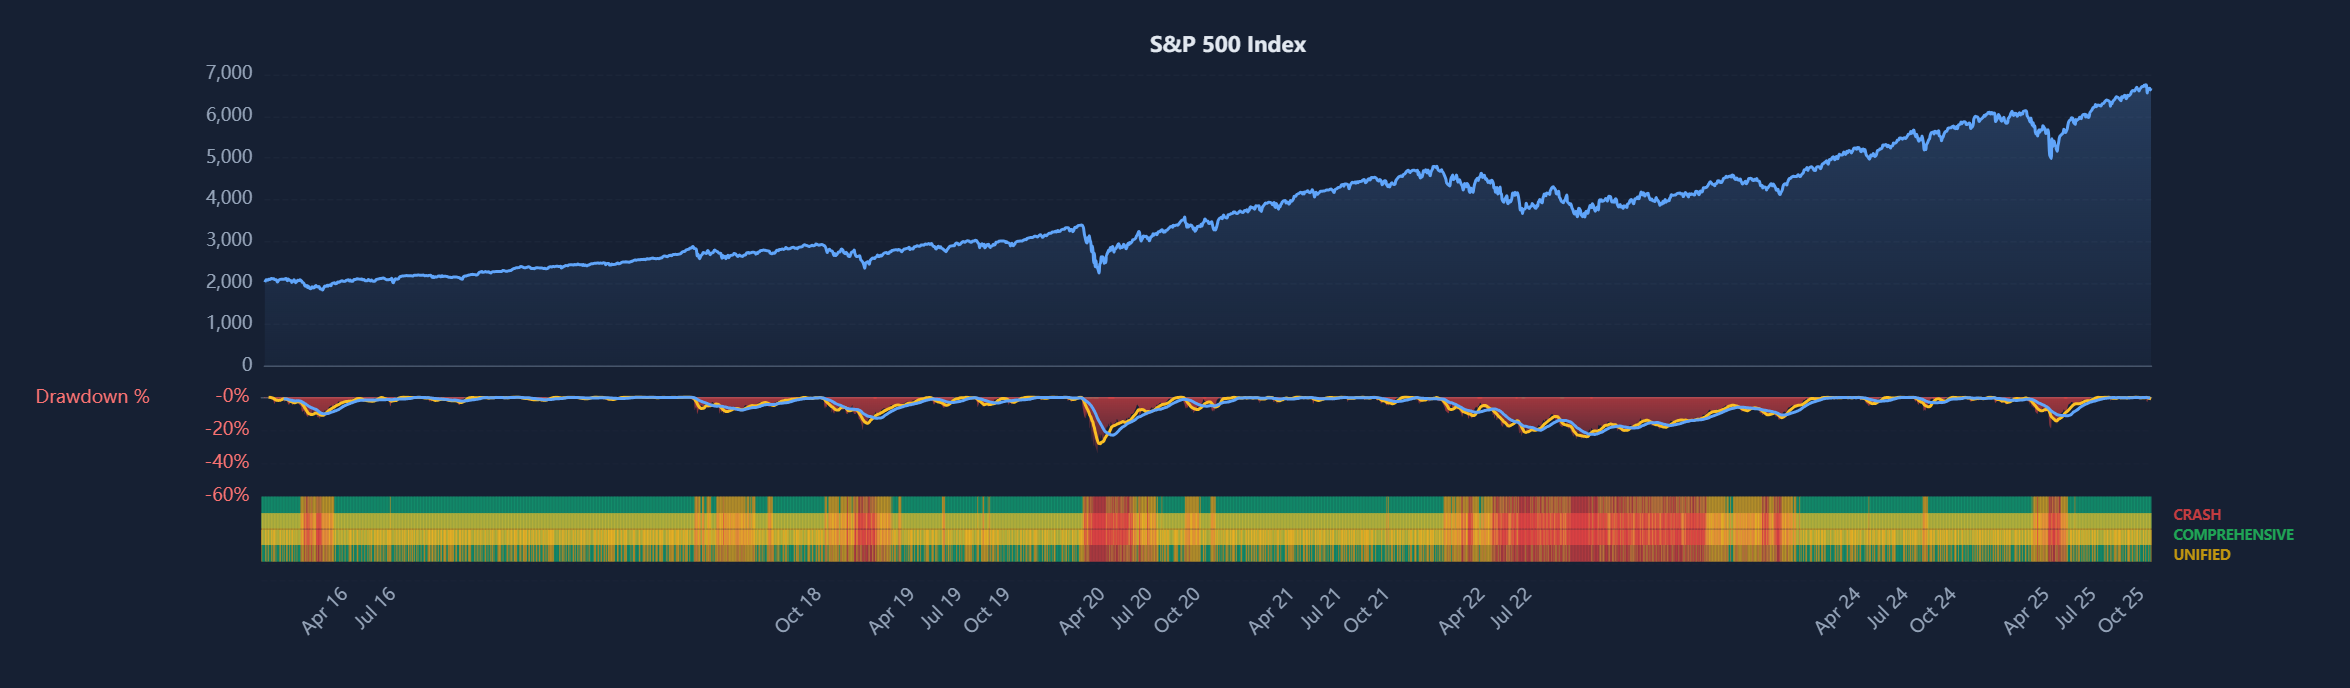 S&P 500 Index
7,000
6,000
5,000
4,000
3,000
2,000
1,000
0
Drawdown %
-0%
-20%
-40%
-60%
CRASH
COMPREHENSIVE
UNIFIED
Apr 16 Jul 16 Oct 18 Apr 19 Jul 19 Oct 19 Apr 20 Jul 20 Oct 20 Apr 21 Jul 21 Oct 21 Apr 22 Jul 22 Apr 24 Jul 24 Oct 24 Apr 25 Jul 25 Oct 25